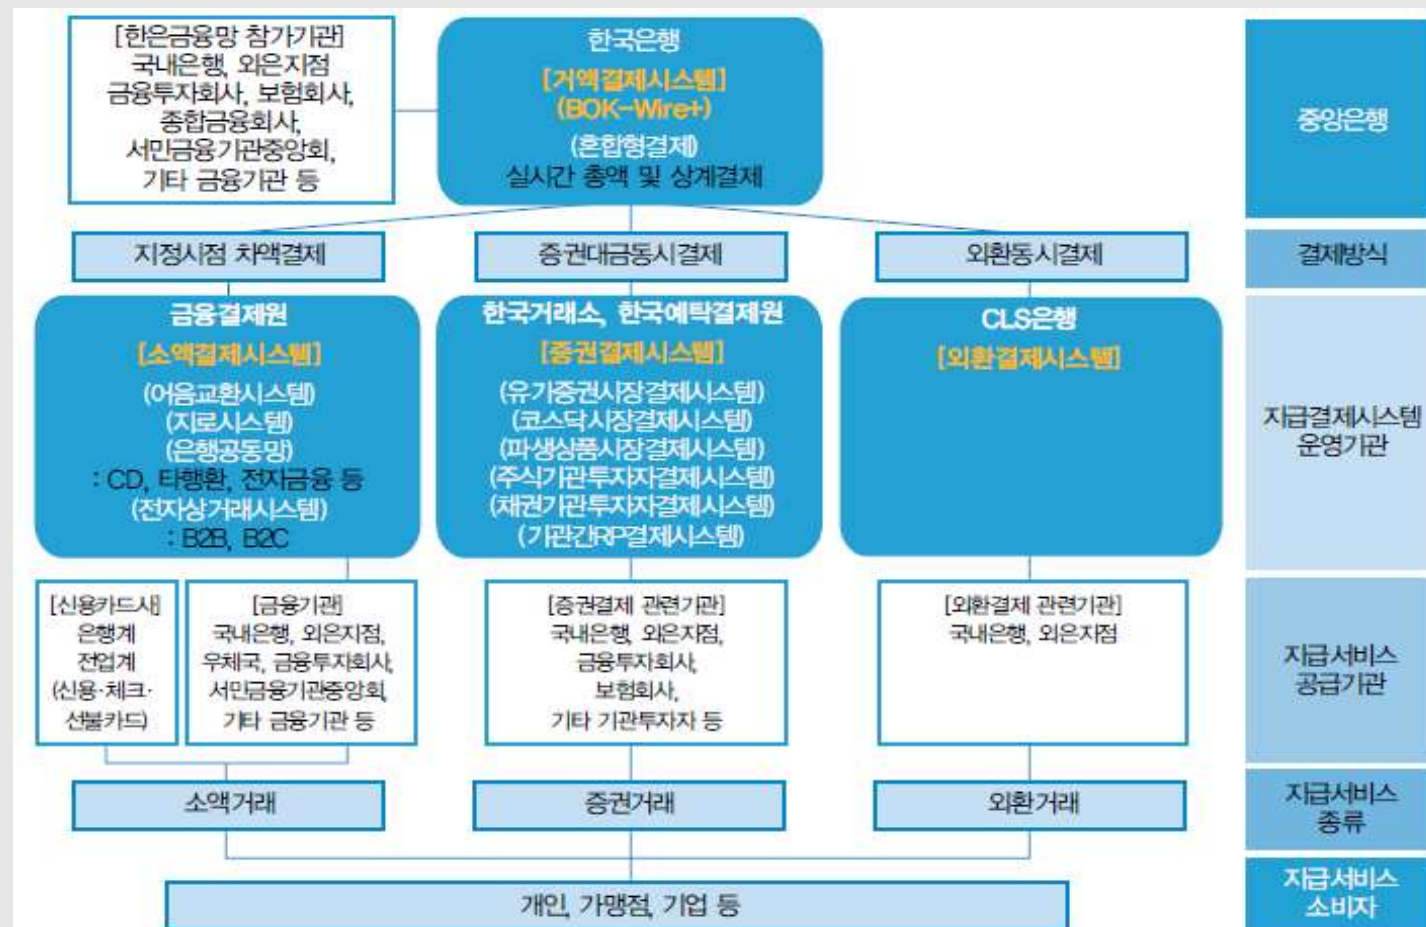 [한은금융망 참가기관]
국내은행, 외은지점
금융투자회사, 보험회사,
종합금융회사,
서민금융기관중앙회,
기타 금융기관 등
한국은행
[거액결제시스템]
(BOK-Wire+)
(혼합형결제)
실시간 총액 및 상계결제
중앙은행
지정시점 차액결제
증권대금동시결제
외환동시결제
결제방식
금융결제원
[소액결제시스템]
(어음교환시스템)
(지로시스템)
(은행공동망)
: CD, 타행환, 전자금융 등
(전자상거래시스템)
: B2B, B2C
한국거래소, 한국예탁결제원
[증권결제시스템]
(유가증권시장결제시스템)
(코스닥시장결제시스템)
(파생상품시장결제시스템)
(주식기관투자자결제시스템)
(채권기관투자자결제시스템)
(기관간RP결제시스템)
CLS은행
[외환결제시스템]
지급결제시스템
운영기관
[신용카드사]
은행계
전업계
(신용·체크·
선불카드)
[금융기관]
국내은행, 외은지점,
우체국, 금융투자회사,
서민금융기관중앙회,
기타 금융기관 등
[증권결제 관련기관]
국내은행, 외은지점,
금융투자회사,
보험회사,
기타 기관투자자 등
[외환결제 관련기관]
국내은행, 외은지점
지급서비스
공급기관
소액거래
증권거래
외환거래
지급서비스
종류
개인, 가맹점, 기업 등
지급서비스
소비자